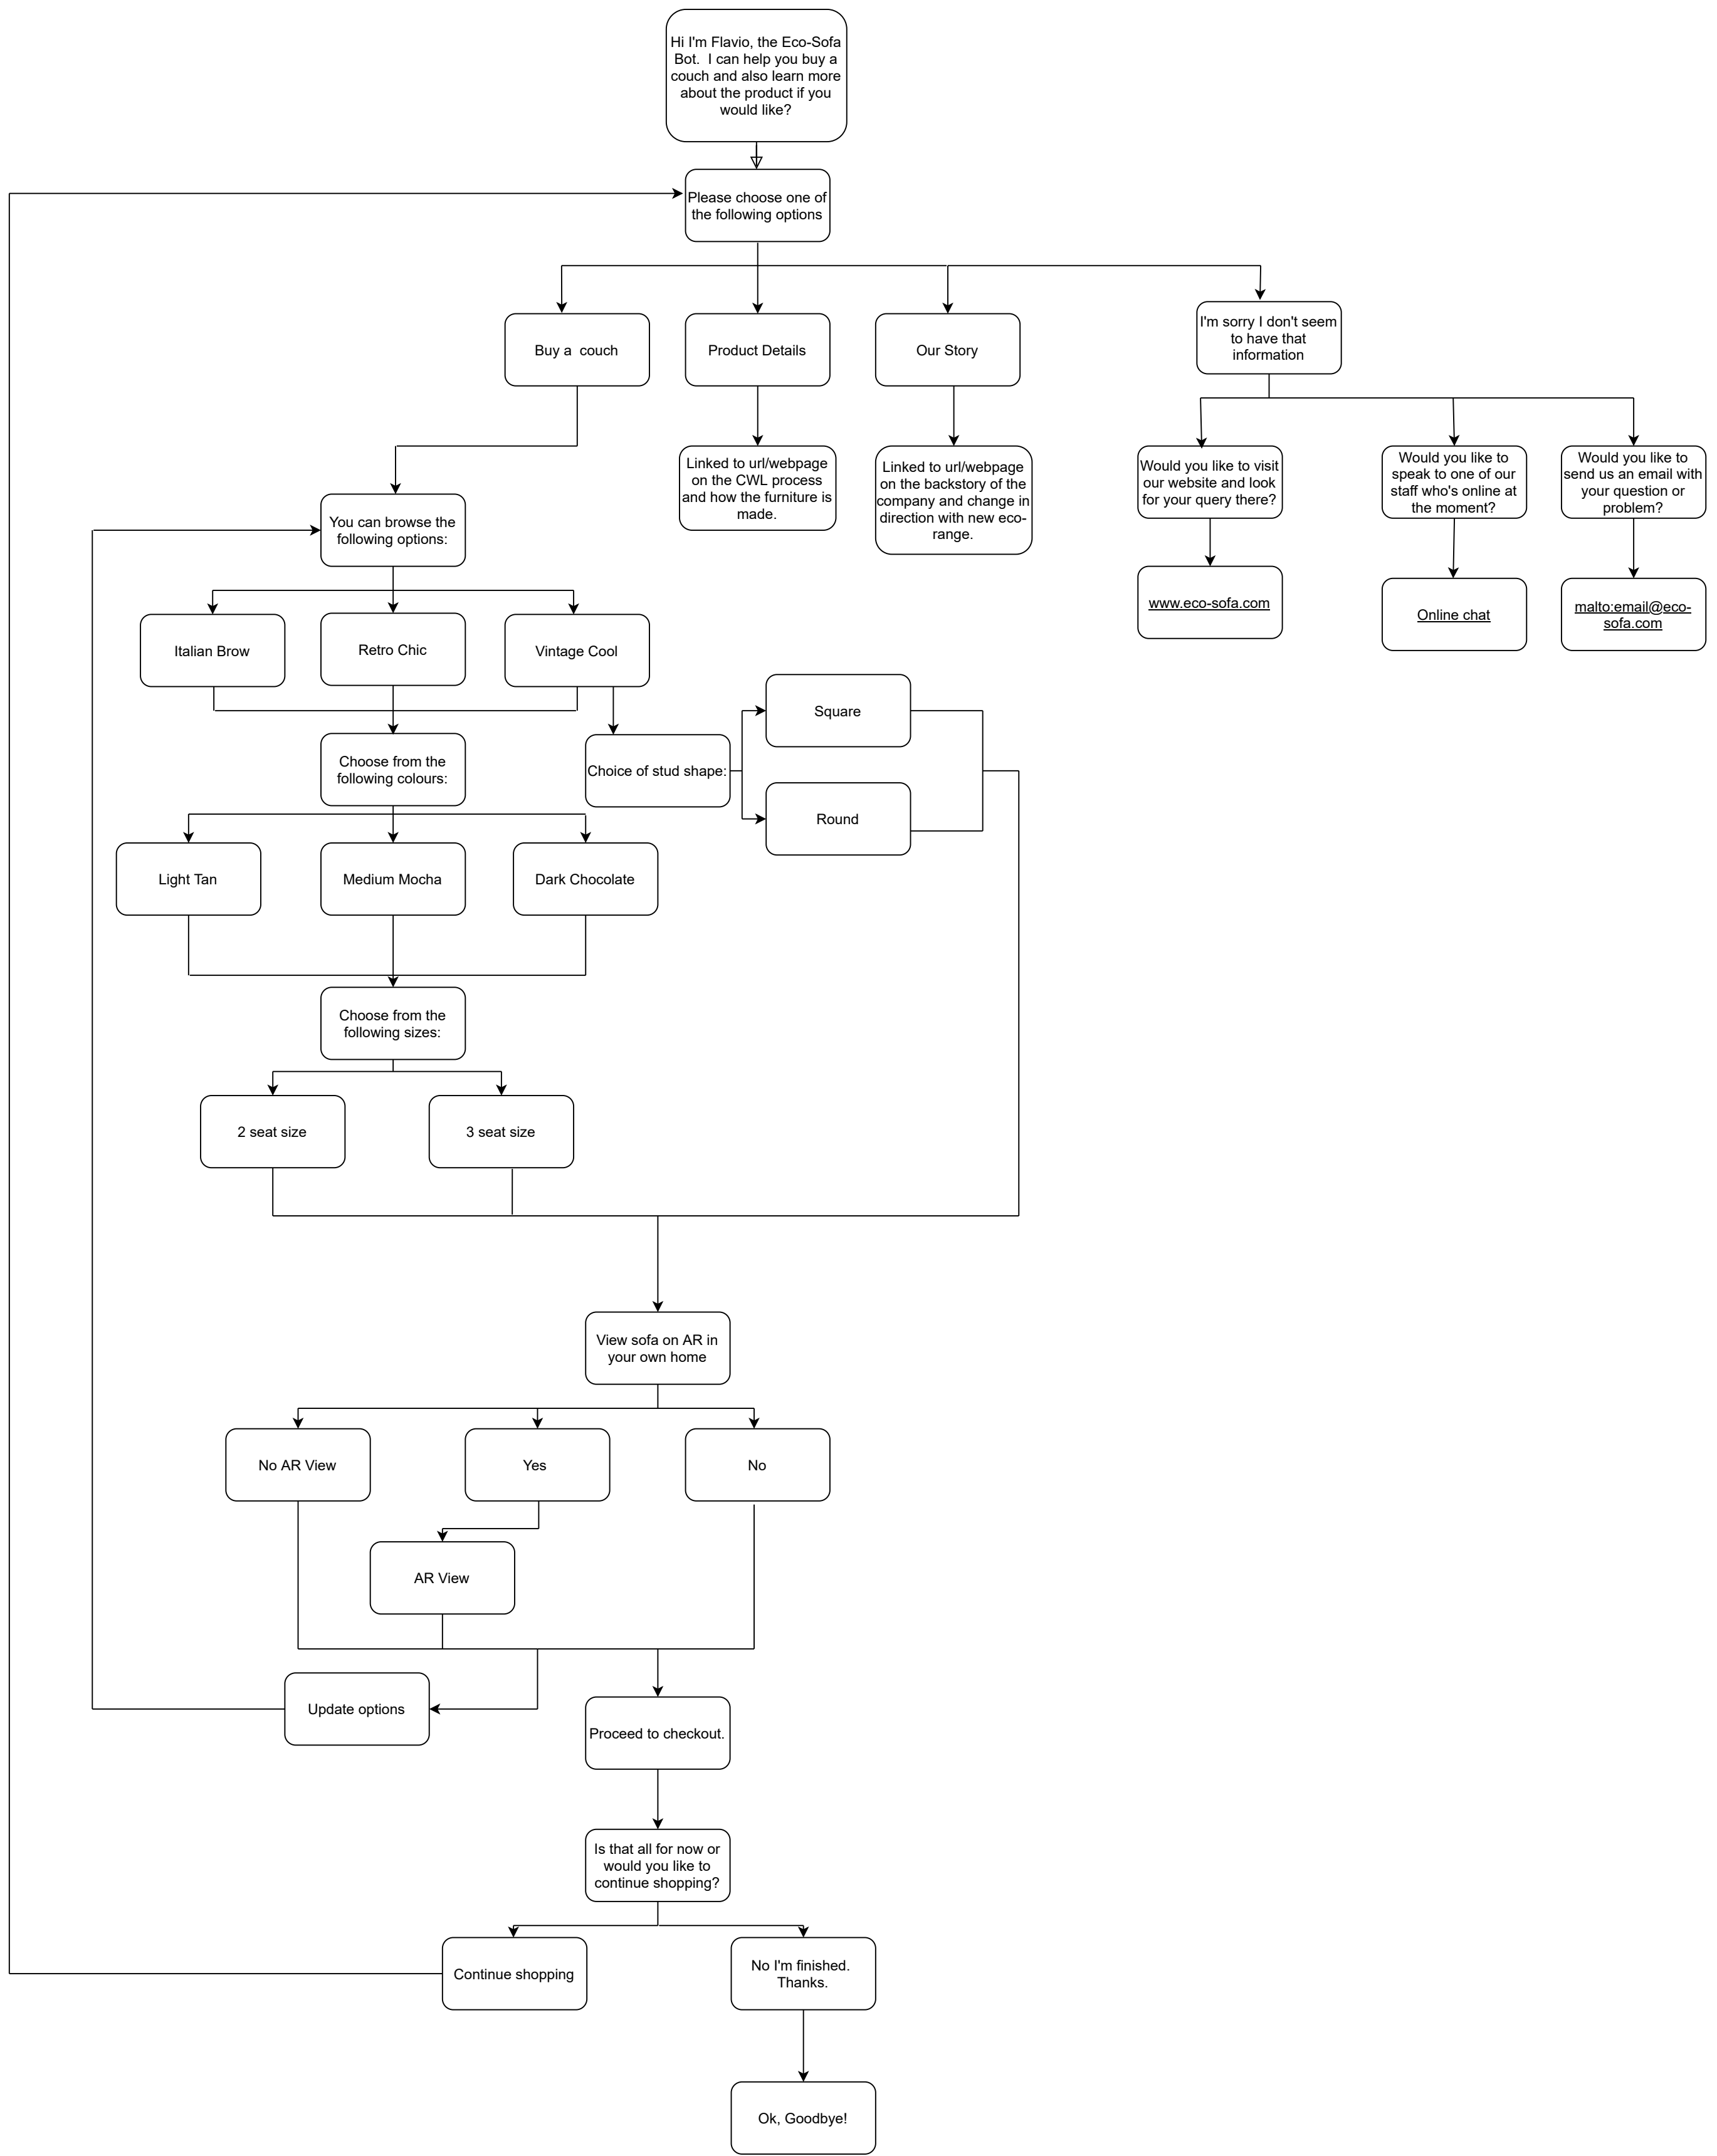 Hi I'm Flavio, the Eco-Sofa
Bot.  I can help you buy a
couch and also learn more
about the product if you
would like?
Please choose one of
the following options
Buy a  couch
Product Details
Our Story
I'm sorry I don't seem
to have that
information
Linked to url/webpage
on the CWL process
and how the furniture is
made.
Linked to url/webpage
on the backstory of the
company and change in
direction with new eco-
range.
Would you like to visit
our website and look
for your query there?
Would you like to
speak to one of our
staff who's online at
the moment?
Would you like to
send us an email with
your question or
problem?
You can browse the
following options:
www.eco-sofa.com
Online chat
malto:email@eco-
sofa.com
Italian Brow
Retro Chic
Vintage Cool
Choose from the
following colours:
Choice of stud shape:
Square
Round
Light Tan
Medium Mocha
Dark Chocolate
Choose from the
following sizes:
2 seat size
3 seat size
View sofa on AR in
your own home
No AR View
Yes
No
AR View
Update options
Proceed to checkout.
Is that all for now or
would you like to
continue shopping?
Continue shopping
No I'm finished.
Thanks.
Ok, Goodbye!